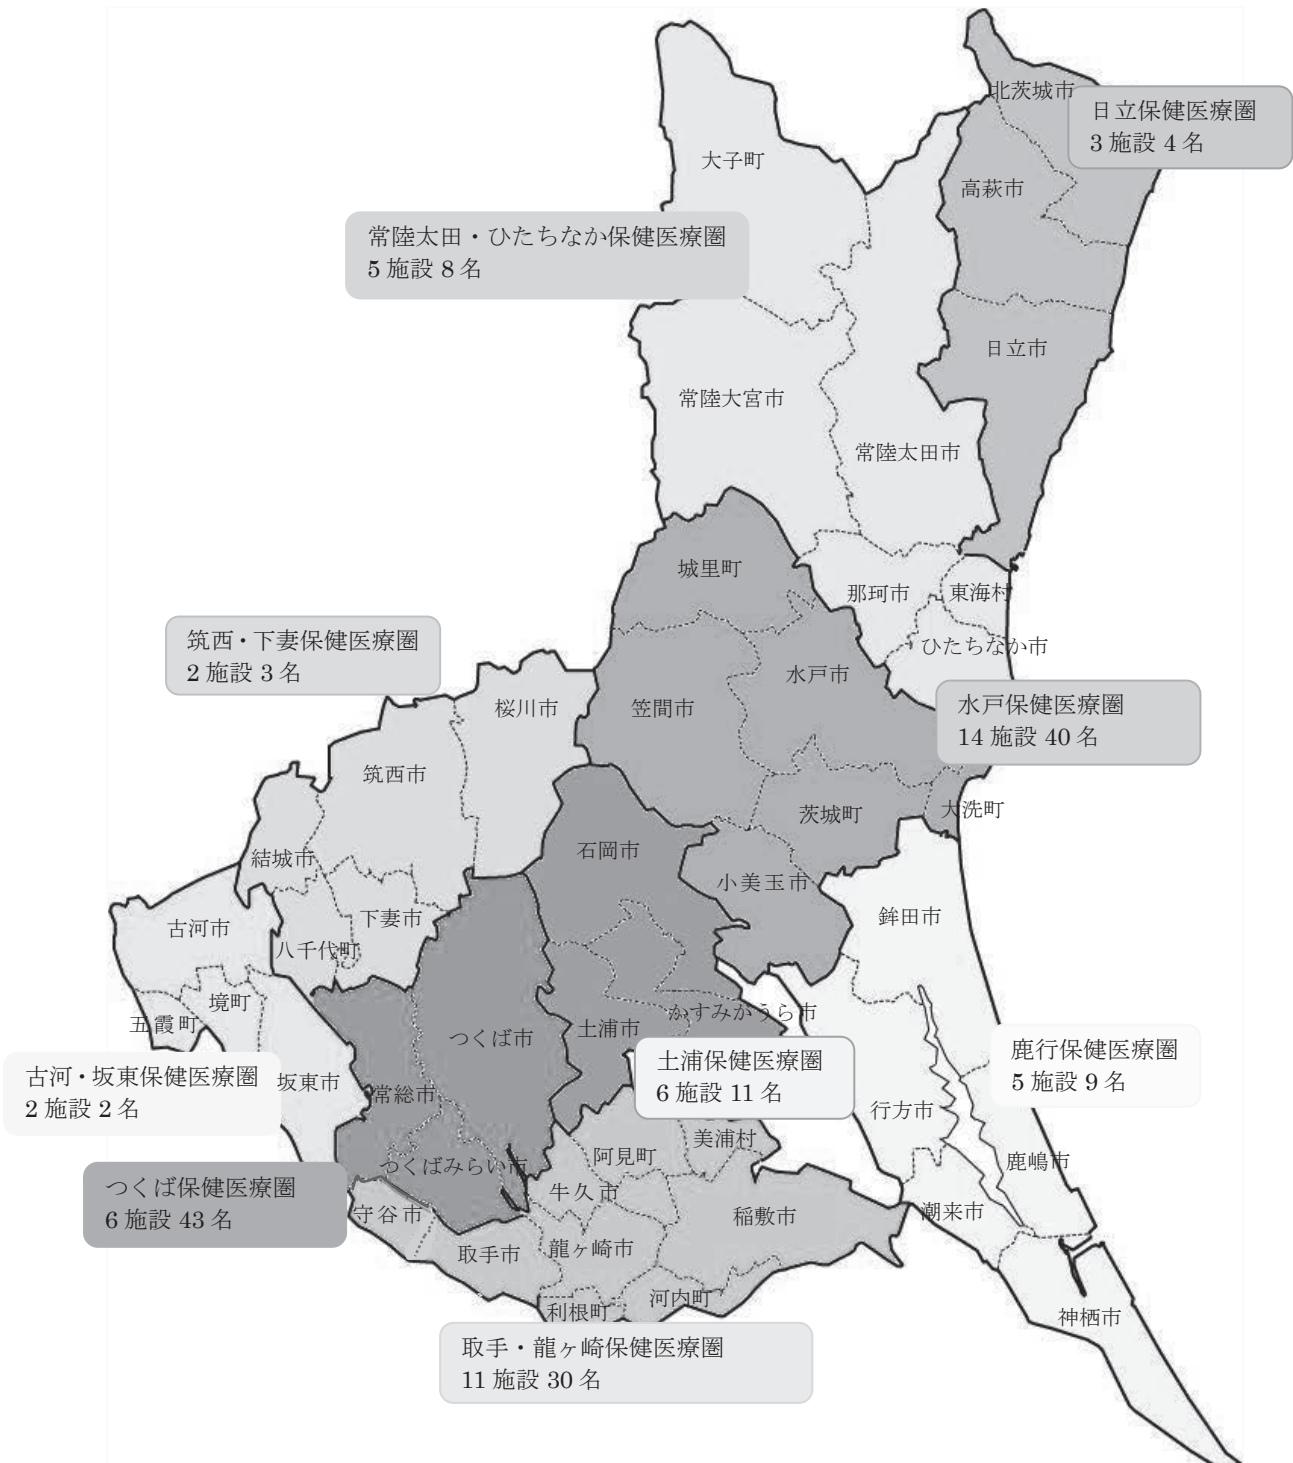 北茨城市
日立保健医療圏
3 施設 4 名
大子町
高萩市
常陸太田・ひたちなか保健医療圏
5 施設 8 名
日立市
常陸大宮市
常陸太田市
城里町
那珂市
東海村
ひたちなか市
筑西・下妻保健医療圏
2 施設 3 名
水戸市
桜川市
笠間市
水戸保健医療圏
14 施設 40 名
筑西市
茨城町
大洗町
石岡市
結城市
小美玉市
古河市
下妻市
鉾田市
八千代町
境町
かすみがうら市
五霞町
つくば市
土浦市
土浦保健医療圏
6 施設 11 名
鹿行保健医療圏
5 施設 9 名
古河・坂東保健医療圏
2 施設 2 名
坂東市
常総市
行方市
美浦村
阿見町
つくばみらい市
鹿嶋市
つくば保健医療圏
6 施設 43 名
牛久市
守谷市
稲敷市
潮来市
取手市
龍ヶ崎市
河内町
利根町
神栖市
取手・龍ヶ崎保健医療圏
11 施設 30 名